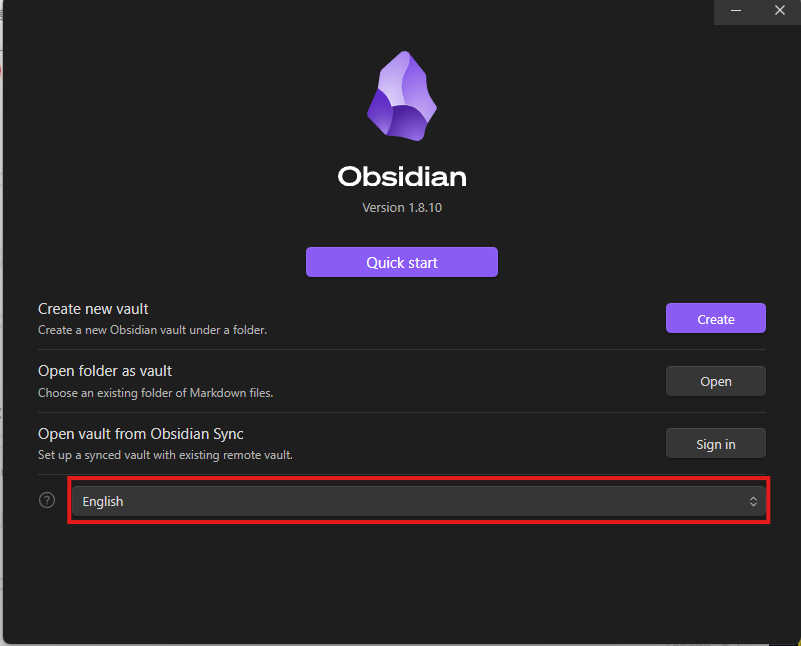 Obsidian
Version 1.8.10
Quick start
Create new vault
Create a new Obsidian vault under a folder.
Create
Open folder as vault
Choose an existing folder of Markdown files.
Open
Open vault from Obsidian Sync
Set up a synced vault with existing remote vault.
Sign in
?
English